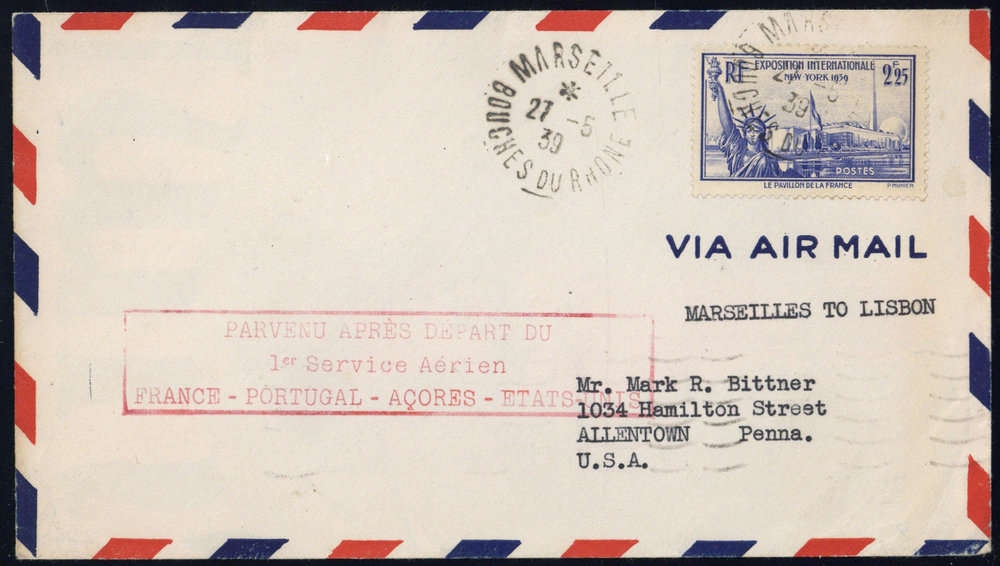 MARSEILLE
*
27 -5
39
BOUCHES DU RHONE
EXPOSITION INTERNATIONALE
RF NEW YORK 1939 2F25
POSTES
LE PAVILLON DE LA FRANCE
VIA AIR MAIL
MARSEILLES TO LISBON
PARVENU APRÈS DÉPART DU
1er Service Aérien
FRANCE - PORTUGAL - AÇORES - ETATS-UNIS
Mr. Mark R. Bittner
1034 Hamilton Street
ALLENTOWN Penna.
U.S.A.